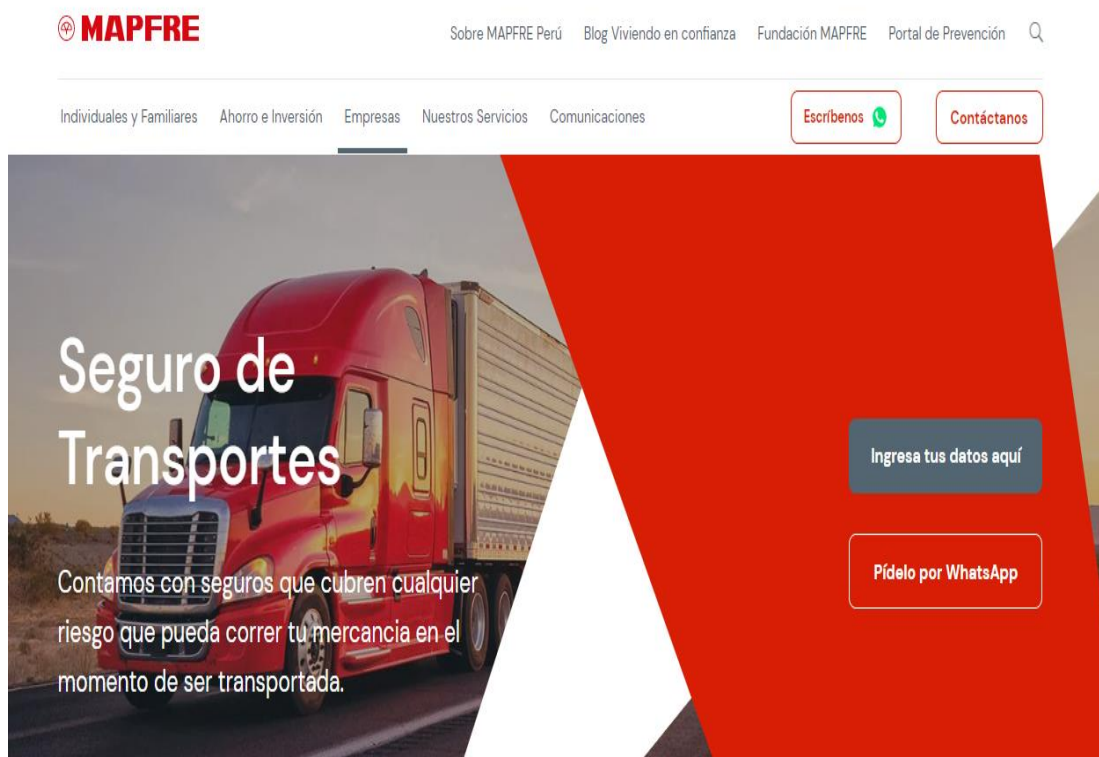 MAPFRE
Sobre MAPFRE Perú Blog Viviendo en confianza Fundación MAPFRE Portal de Prevención
Individuales y Familiares Ahorro e Inversión Empresas Nuestros Servicios Comunicaciones Escríbenos Contáctanos
Seguro de
Transportes
Contamos con seguros que cubren cualquier
riesgo que pueda correr tu mercancia en el
momento de ser transportada.
Ingresa tus datos aquí
Pídelo por WhatsApp